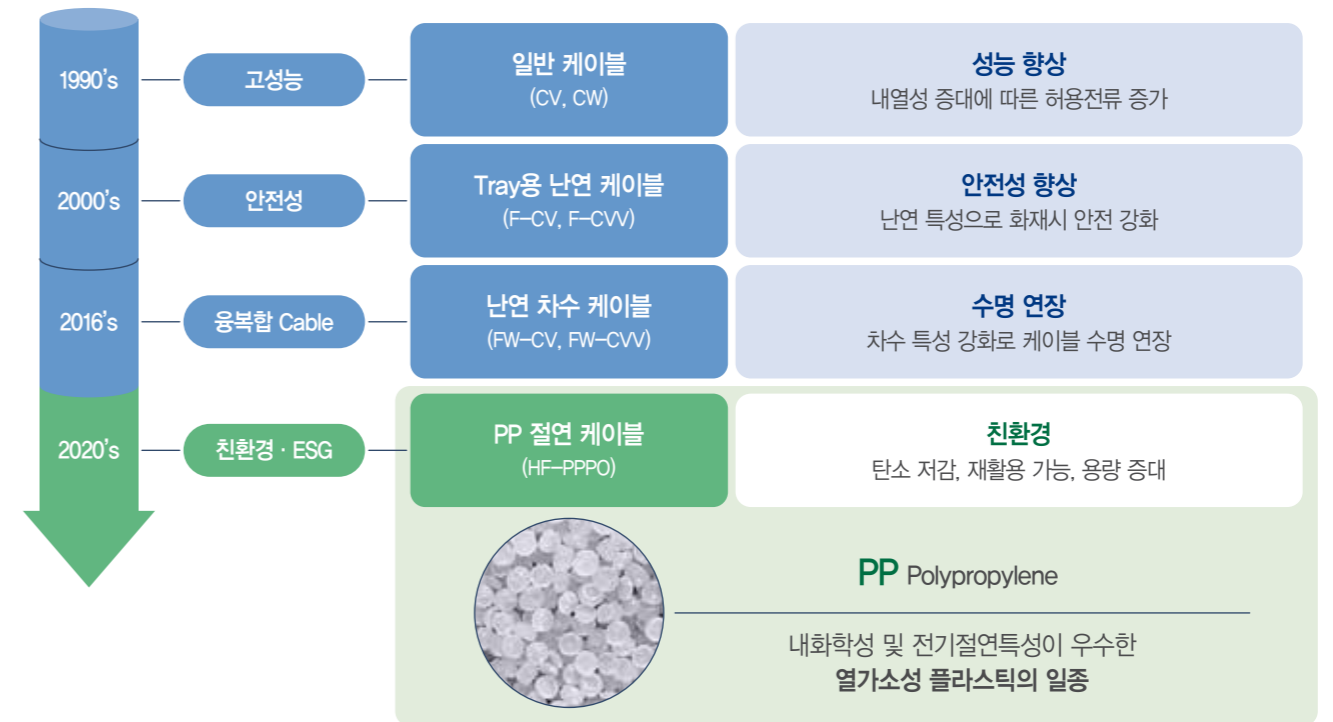 1990's
고성능
일반 케이블
(CV, CW)
성능 향상
내열성 증대에 따른 허용전류 증가
2000's
안전성
Tray용 난연 케이블
(F-CV, F-CVV)
안전성 향상
난연 특성으로 화재시 안전 강화
2016's
융복합 Cable
난연 차수 케이블
(FW-CV, FW-CVV)
수명 연장
차수 특성 강화로 케이블 수명 연장
2020's
친환경 · ESG
PP 절연 케이블
(HF-PPPO)
친환경
탄소 저감, 재활용 가능, 용량 증대
PP Polypropylene
내화학성 및 전기절연특성이 우수한
열가소성 플라스틱의 일종